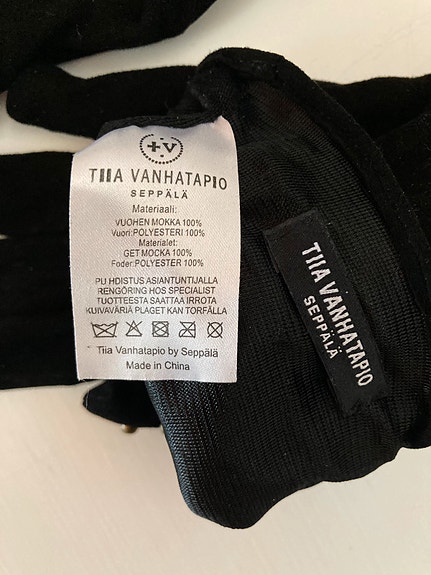 +V
TIIA VANHATAPIO
SEPPÄLÄ
Materiaali:
VUOHEN MOKKA 100%
Vuori:POLYESTERI 100%
Materialet:
GET MOCKA 100%
Foder:POLYESTER 100%
PU HDISTUS ASIANTUNTIJALLA
RENGÖRING HOS SPECIALIST
TUOTTEESTA SAATTAA IRROTA
KUIVAVÄRIÄ PLAGET KAN TORFÄLLA
Tiia Vanhatapio by Seppälä
Made in China
TIIA VANHATAPIO
SEPPÄLÄ